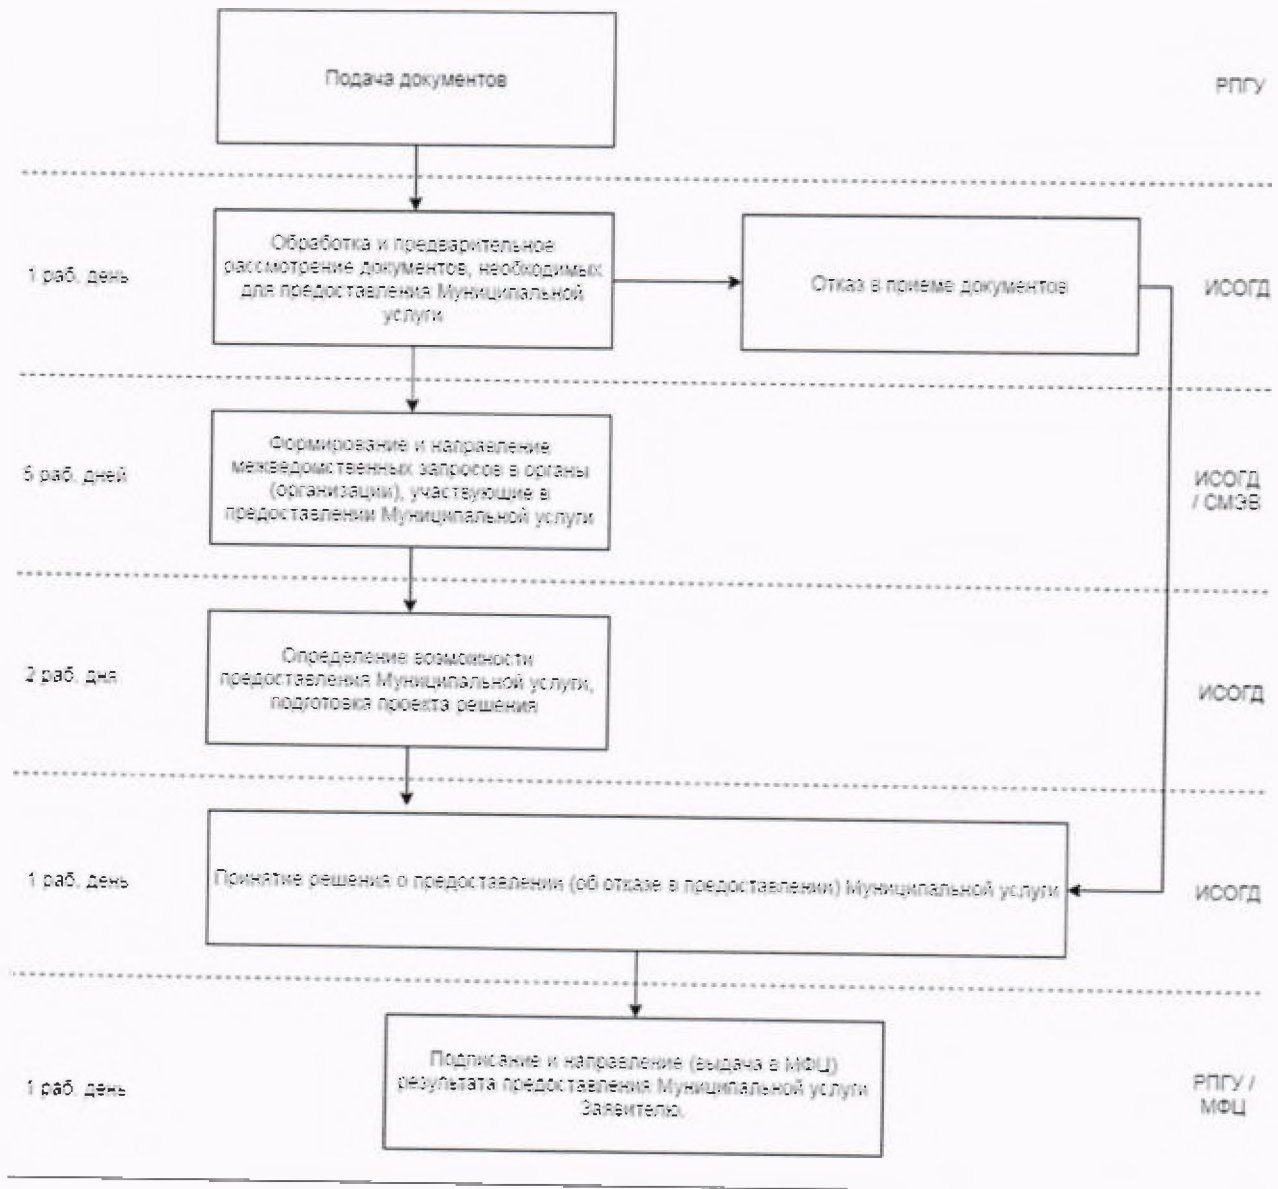 Подача документов
РПГУ
1 раб. день
Обработка и предварительное
рассмотрение документов, необходимых
для предоставления Муниципальной
услуги
Отказ в приеме документов
ИСОГД
5 раб. дней
Формирование и направление
межведомственных запросов в органы
(организации), участвующие в
предоставлении Муниципальной услуги
ИСОГД
/ СМЭВ
2 раб. дня
Определение возможности
предоставления Муниципальной услуги,
подготовка проекта решения
ИСОГД
1 раб. день
Принятие решения о предоставлении (об отказе в предоставлении) Муниципальной услуги
ИСОГД
1 раб. день
Подписание и направление (выдача в МФЦ)
результата предоставления Муниципальной услуги
Заявителю.
РПГУ /
МФЦ